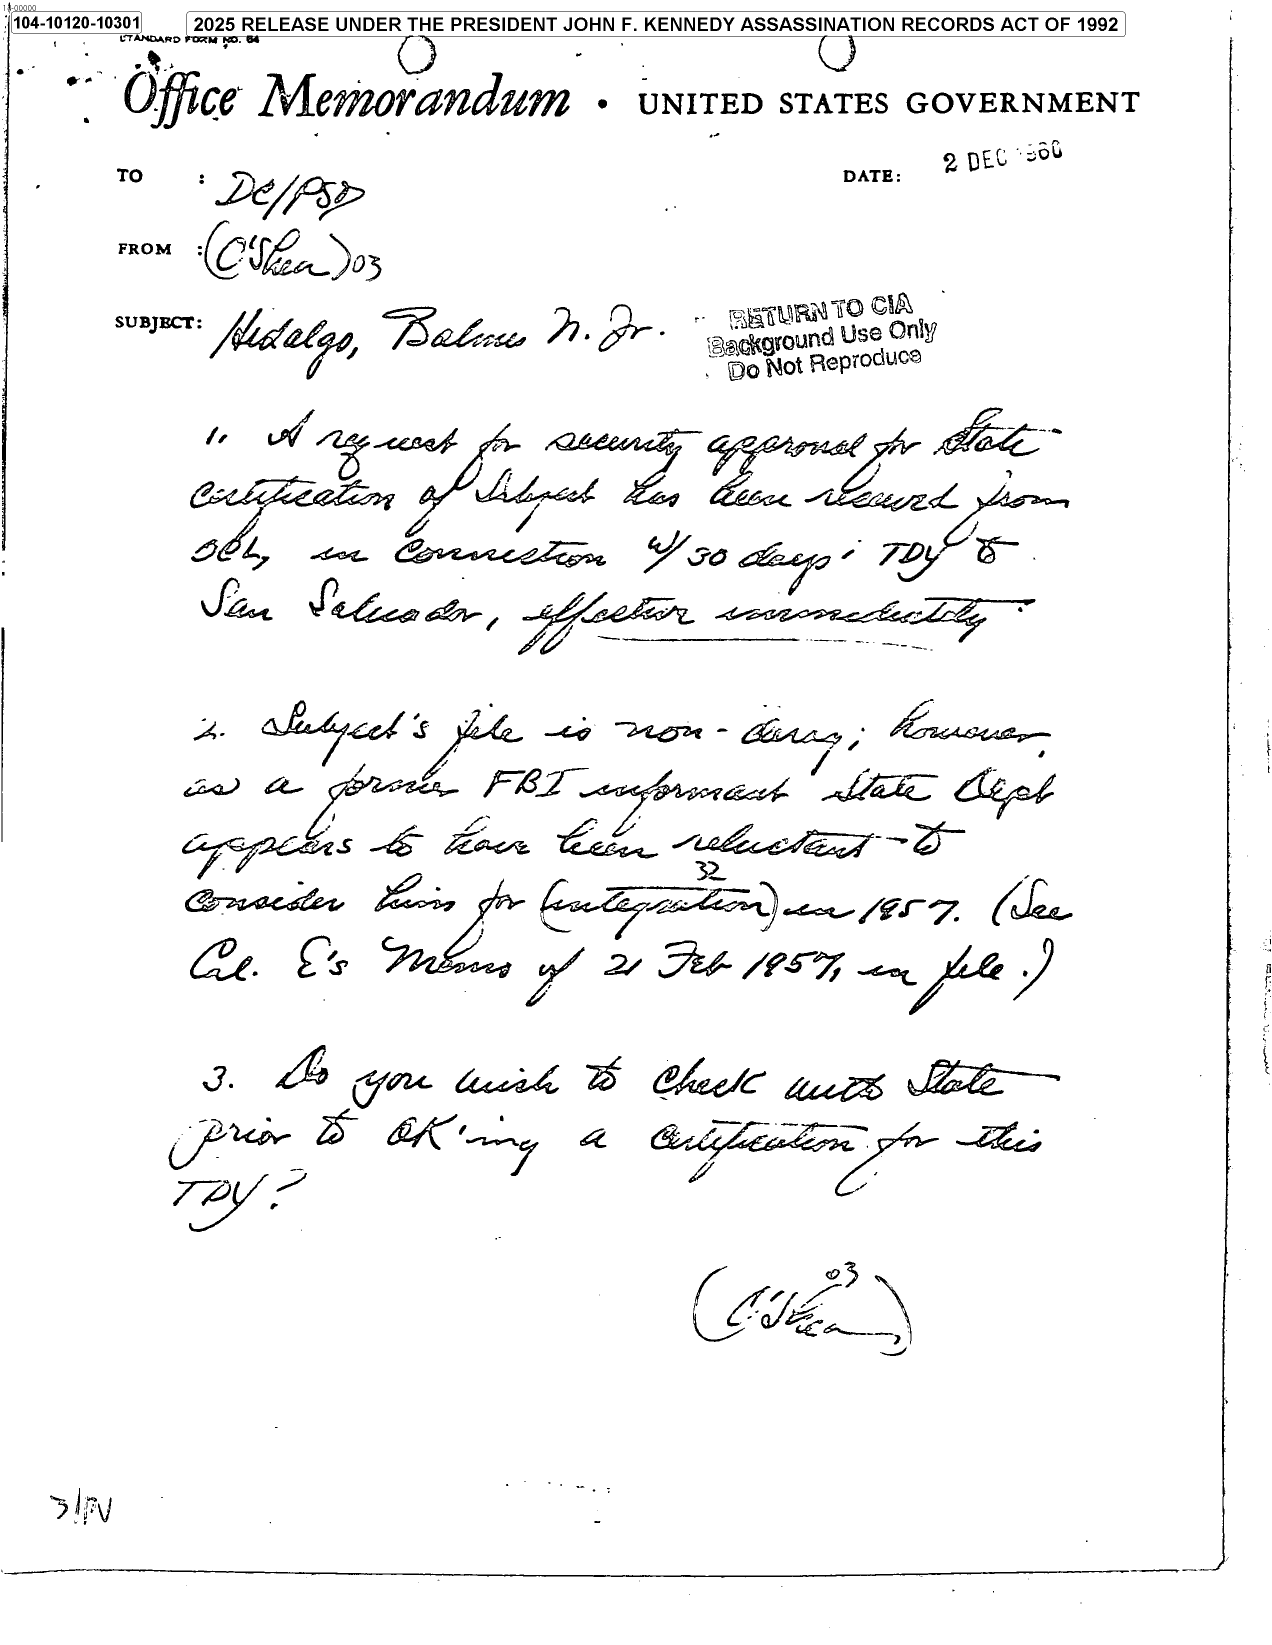 104-10120-10301
2025 RELEASE UNDER THE PRESIDENT JOHN F. KENNEDY ASSASSINATION RECORDS ACT OF 1992
STANDARD FORM NO. 64
Office Memorandum • UNITED STATES GOVERNMENT
TO : DC/PSD
DATE: 2 DEC 1960
FROM : (O'Shea) 03
SUBJECT: Hidalgo, Balmes N. Jr.
RETURN TO CIA
Background Use Only
Do Not Reproduce
1. A request for security approval for State
certification of Subject has been received from
OCL, in connection w/ 30 days' TDY to
San Salvador, effective immediately.
2. Subject's file is non-derog; however,
as a former FBI informant State Dept
appears to have been reluctant to
32
consider him for (integration) in 1957. (See
Col. E's Memo of 21 Feb 1957, in file.)
3. Do you wish to check with State
prior to OK'ing a certification for this
TDY?
03
(O'Shea)
3/PV